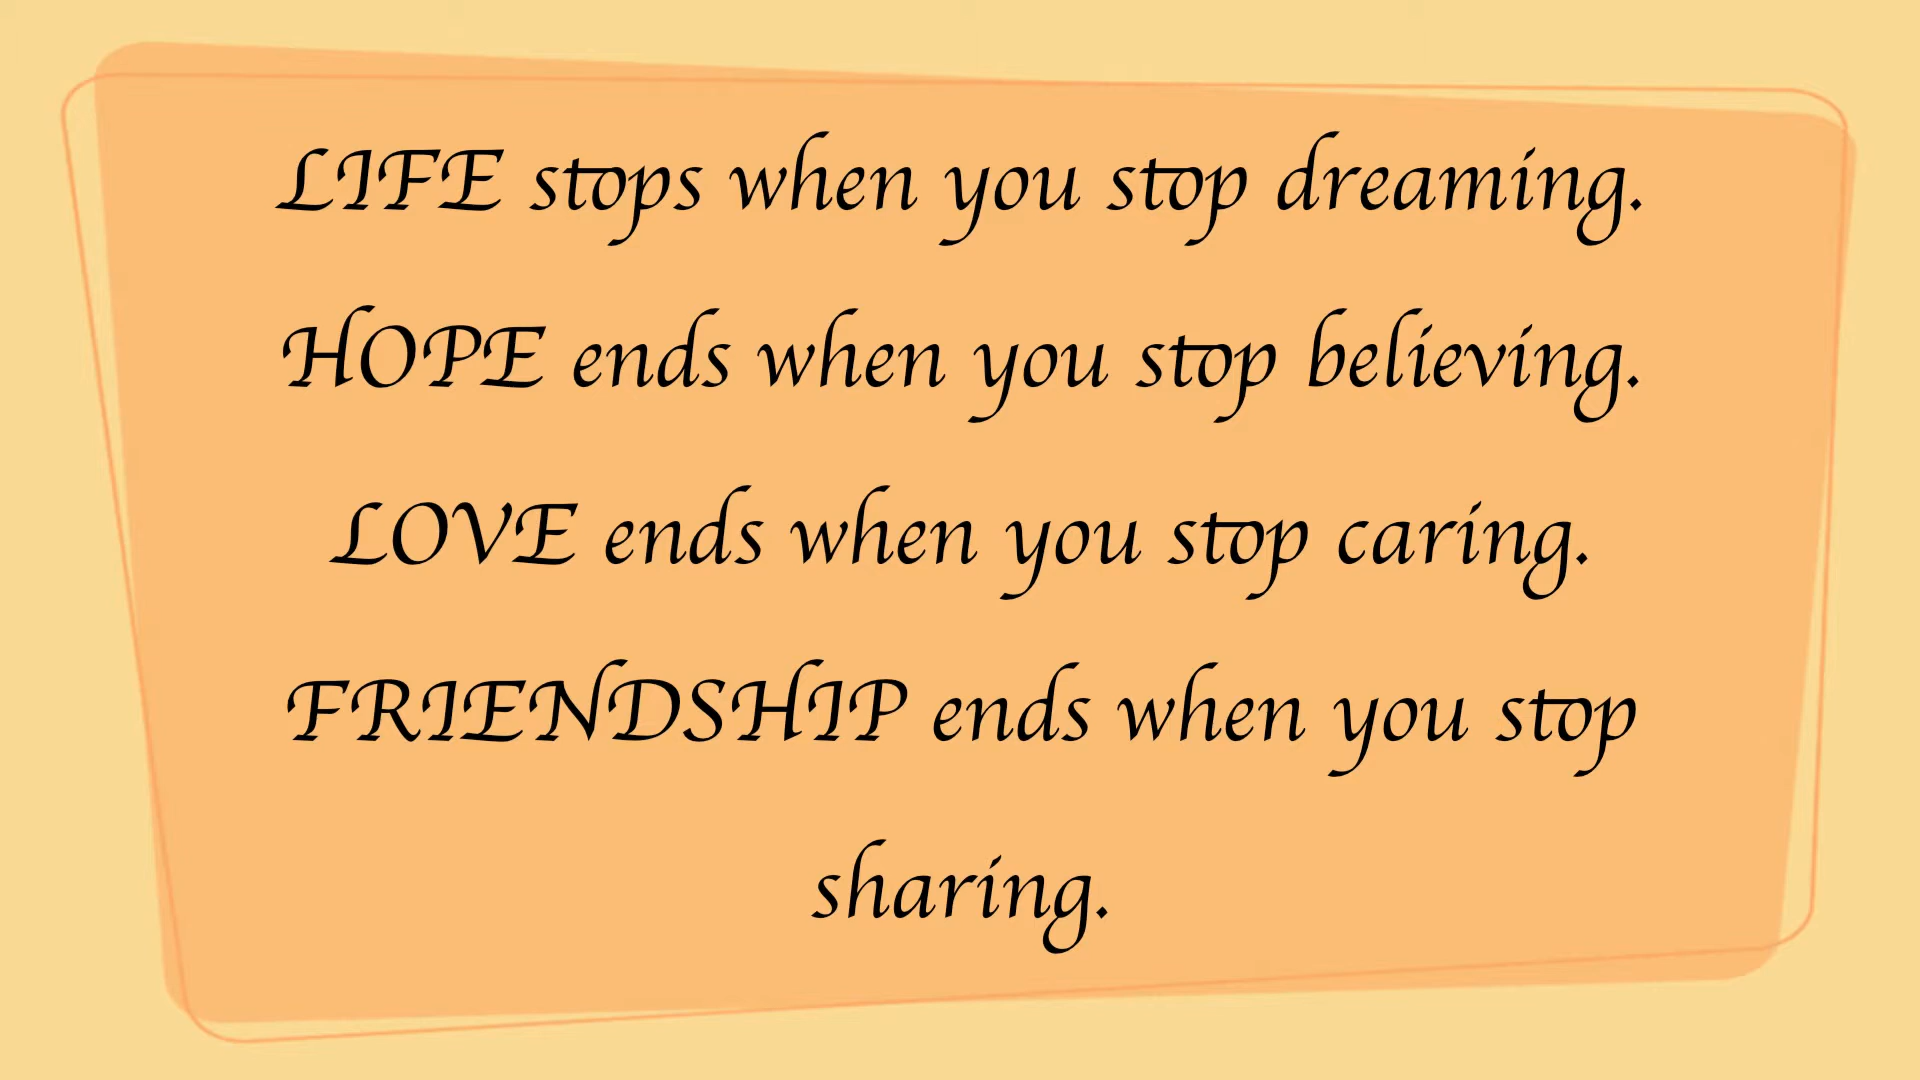 LIFE stops when you stop dreaming.
HOPE ends when you stop believing.
LOVE ends when you stop caring.
FRIENDSHIP ends when you stop
sharing.